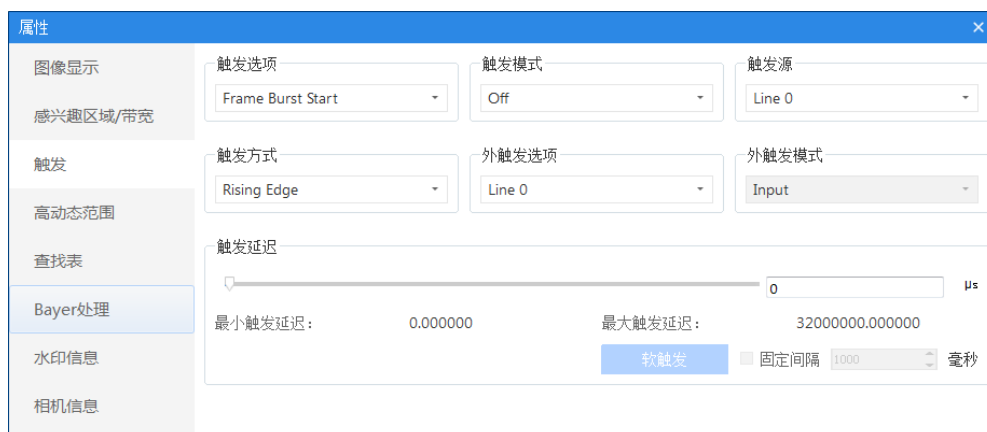 属性
图像显示
感兴趣区域/带宽
触发
高动态范围
查找表
Bayer处理
水印信息
相机信息
触发选项 触发模式 触发源
Frame Burst Start Off Line 0
触发方式 外触发选项 外触发模式
Rising Edge Line 0 Input
触发延迟
0 μs
最小触发延迟: 0.000000 最大触发延迟: 32000000.000000
软触发 固定间隔 1000 毫秒